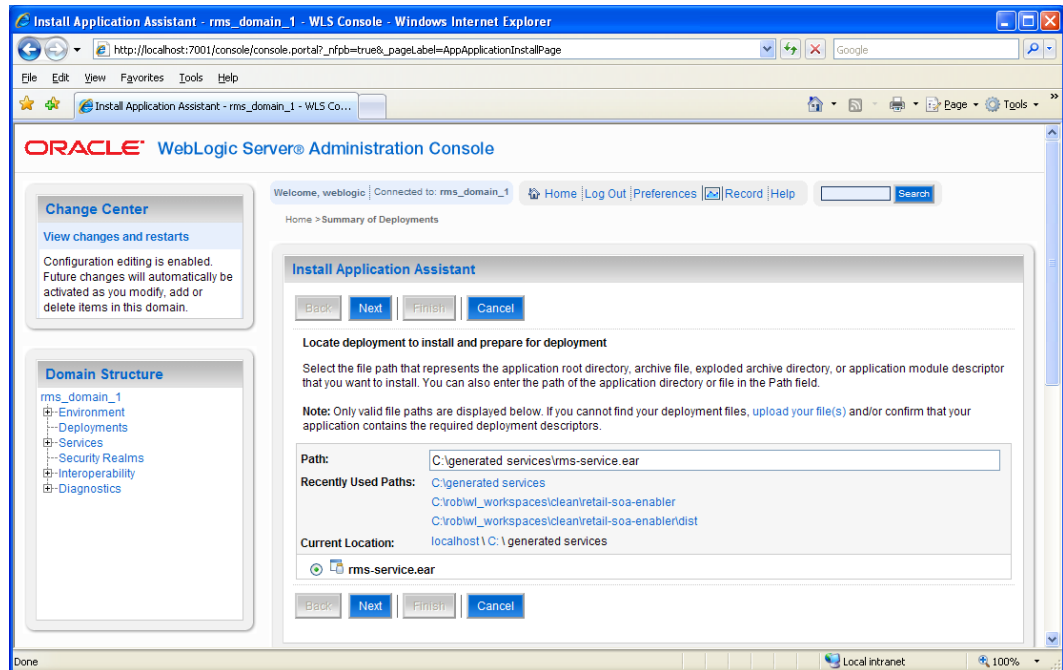 Install Application Assistant - rms_domain_1 - WLS Console - Windows Internet Explorer
http://localhost:7001/console/console.portal?_nfpb=true&_pageLabel=AppApplicationInstallPage
Google
File Edit View Favorites Tools Help
Install Application Assistant - rms_domain_1 - WLS Co...
Page Tools »
ORACLE WebLogic Server® Administration Console
Change Center
View changes and restarts
Configuration editing is enabled.
Future changes will automatically be
activated as you modify, add or
delete items in this domain.
Domain Structure
rms_domain_1
Environment
Deployments
Services
Security Realms
Interoperability
Diagnostics
Welcome, weblogic Connected to: rms_domain_1 Home Log Out Preferences Record Help Search
Home >Summary of Deployments
Install Application Assistant
Back Next Finish Cancel
Locate deployment to install and prepare for deployment
Select the file path that represents the application root directory, archive file, exploded archive directory, or application module descriptor
that you want to install. You can also enter the path of the application directory or file in the Path field.
Note: Only valid file paths are displayed below. If you cannot find your deployment files, upload your file(s) and/or confirm that your
application contains the required deployment descriptors.
Path: C:\generated services\rms-service.ear
Recently Used Paths: C:\generated services
C:\rob\wl_workspaces\clean\retail-soa-enabler
C:\rob\wl_workspaces\clean\retail-soa-enabler\dist
Current Location: localhost \ C: \ generated services
rms-service.ear
Back Next Finish Cancel
Done Local intranet 100%